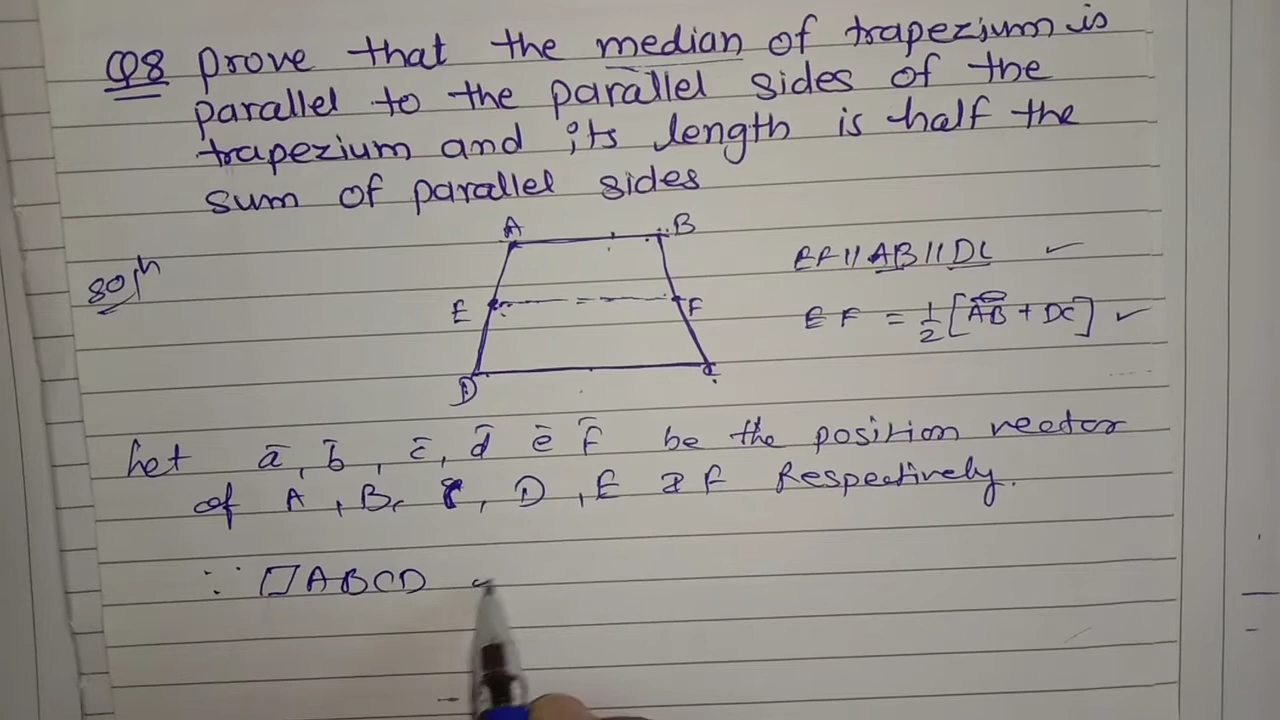 Q8 prove that the median of trapezium is
parallel to the parallel sides of the
trapezium and its length is half the
sum of parallel sides
A B
EF // AB // DC ✓
soln
E F
EF = 1/2 [AB + DC] ✓
D C
Let ā, b̄, c̄, d̄ ē f̄ be the position vector
of A, B, C, D, E & F Respectively.
∵ □ABCD